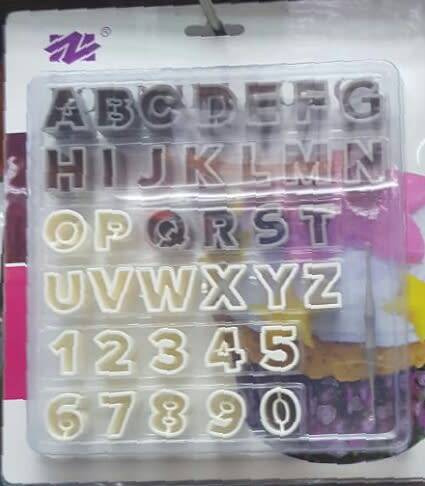 ABCDEFG
HIJKLMN
OPQRST
UVWXYZ
12345
67890